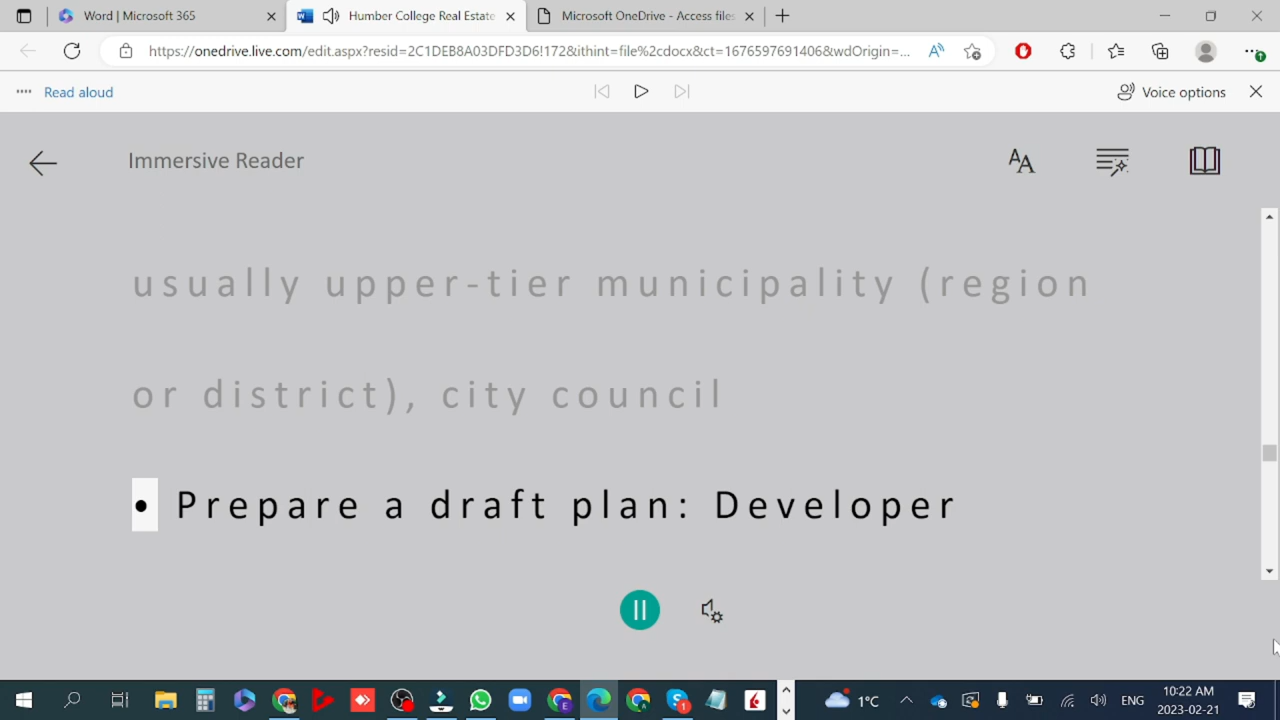 Word | Microsoft 365
Humber College Real Estate
Microsoft OneDrive - Access files
https://onedrive.live.com/edit.aspx?resid=2C1DEB8A03DFD3D6!172&ithint=file%2cdocx&ct=1676597691406&wdOrigin=...
Read aloud
Voice options
Immersive Reader
usually upper-tier municipality (region
or district), city council
• Prepare a draft plan: Developer
1°C
ENG
10:22 AM
2023-02-21